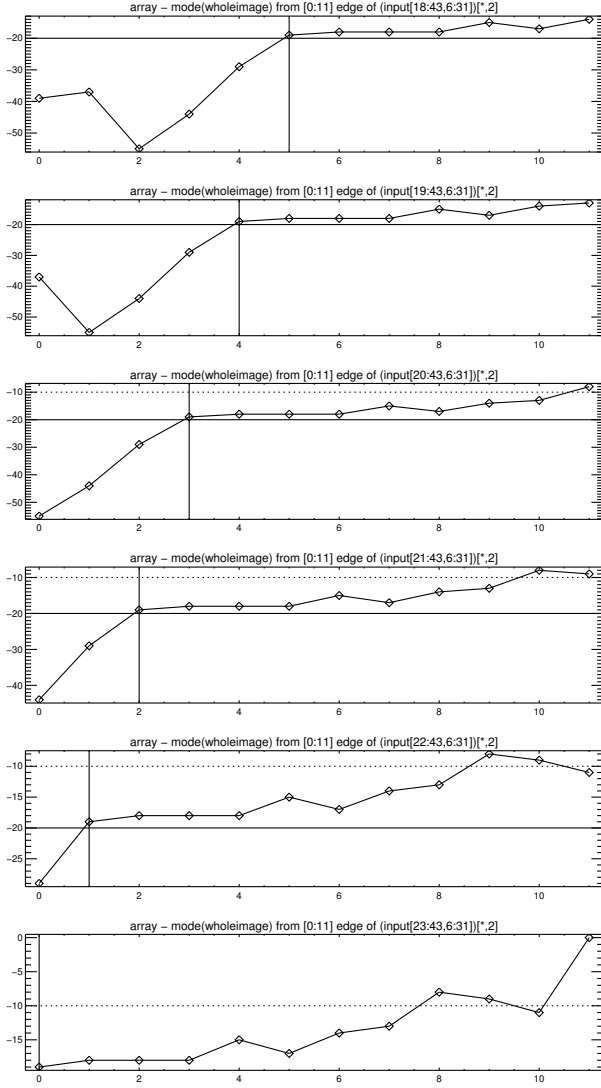 array − mode(wholeimage) from [0:11] edge of (input[18:43,6:31])[*,2]
−20
−30
−40
−50
0 2 4 6 8 10
array − mode(wholeimage) from [0:11] edge of (input[19:43,6:31])[*,2]
−20
−30
−40
−50
0 2 4 6 8 10
array − mode(wholeimage) from [0:11] edge of (input[20:43,6:31])[*,2]
−10
−20
−30
−40
−50
0 2 4 6 8 10
array − mode(wholeimage) from [0:11] edge of (input[21:43,6:31])[*,2]
−10
−20
−30
−40
0 2 4 6 8 10
array − mode(wholeimage) from [0:11] edge of (input[22:43,6:31])[*,2]
−10
−15
−20
−25
0 2 4 6 8 10
array − mode(wholeimage) from [0:11] edge of (input[23:43,6:31])[*,2]
0
−5
−10
−15
0 2 4 6 8 10